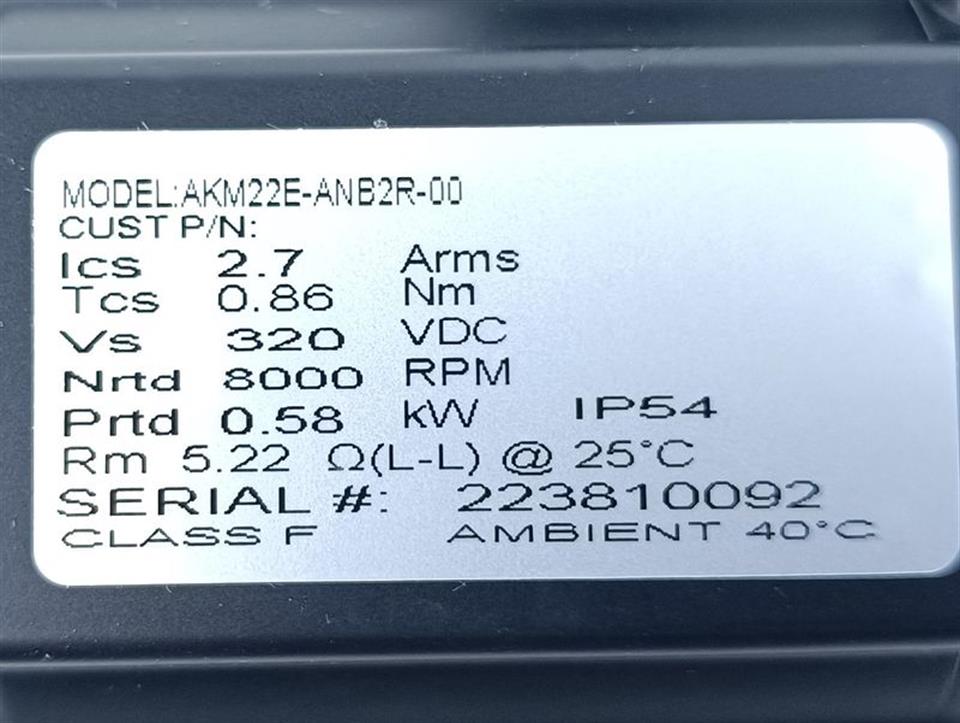 MODEL:AKM22E-ANB2R-00
CUST P/N:
Ics 2.7 Arms
Tcs 0.86 Nm
Vs 320 VDC
Nrtd 8000 RPM
Prtd 0.58 kW IP54
Rm 5.22 Ω(L-L) @ 25°C
SERIAL #: 223810092
CLASS F AMBIENT 40°C